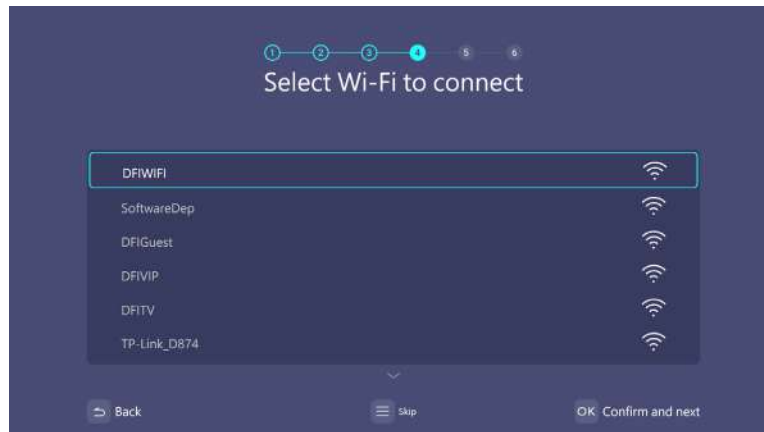 1 2 3 4 5 6
Select Wi-Fi to connect
DFIWIFI
SoftwareDep
DFIGuest
DFIVIP
DFITV
TP-Link_D874
Back Skip OK Confirm and next